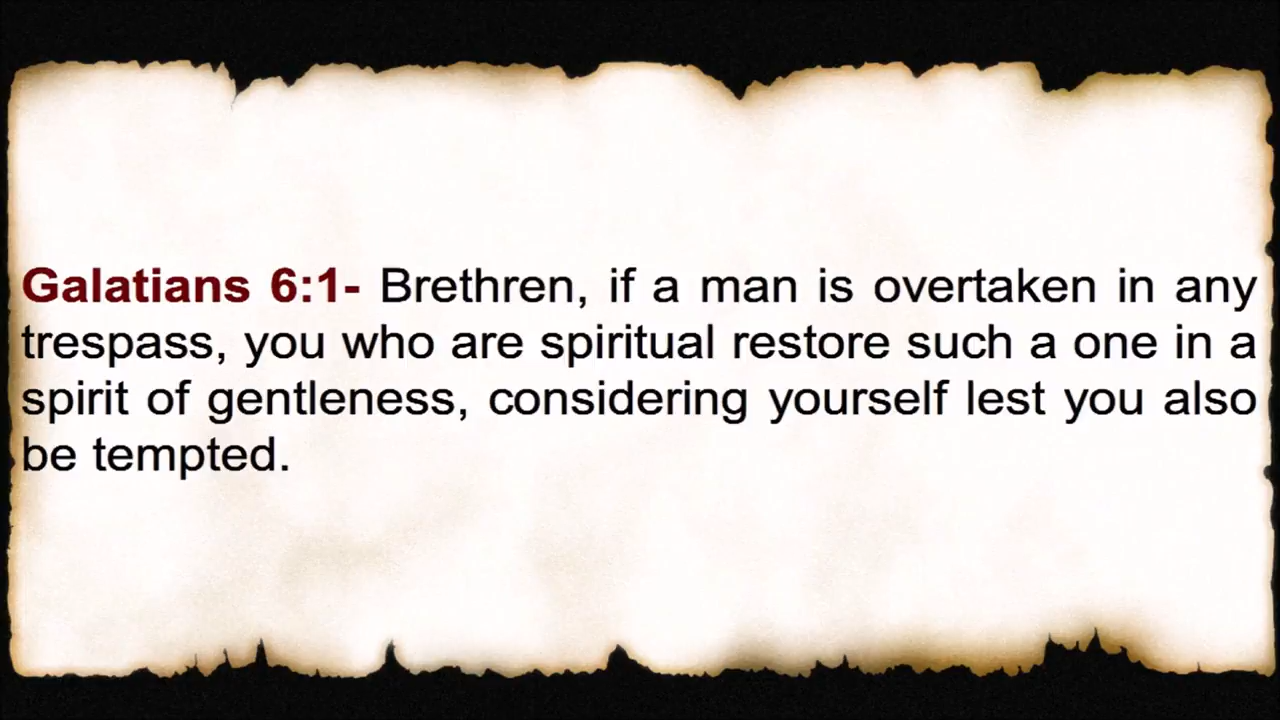 Galatians 6:1- Brethren, if a man is overtaken in any
trespass, you who are spiritual restore such a one in a
spirit of gentleness, considering yourself lest you also
be tempted.